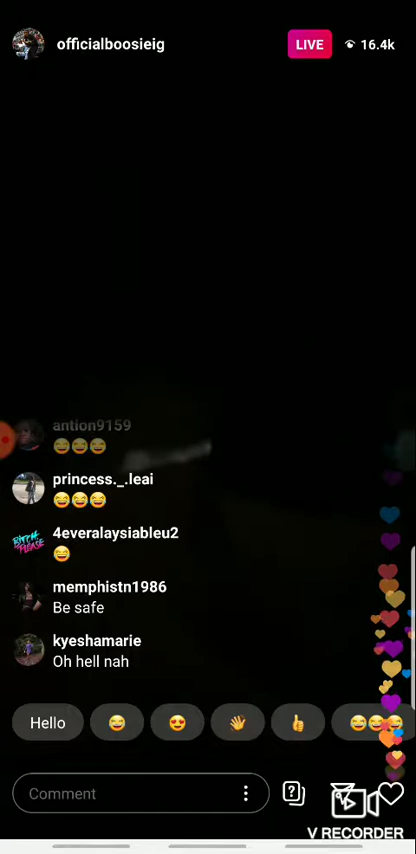 officialboosieig
LIVE 16.4k
antion9159
😂😂😂
princess._.leai
😂😂😂
4everalaysiableu2
😂
memphistn1986
Be safe
kyeshamarie
Oh hell nah
Hello 😂 😍 👋 👍 😂😂😂
Comment
V RECORDER